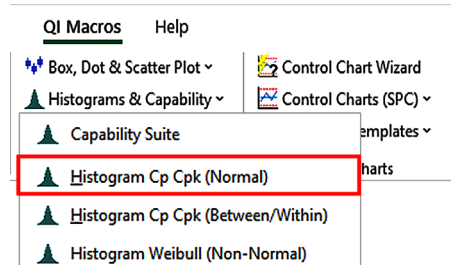 QI Macros Help
Box, Dot & Scatter Plot
Control Chart Wizard
Histograms & Capability
Control Charts (SPC)
Capability Suite
emplates
Histogram Cp Cpk (Normal)
harts
Histogram Cp Cpk (Between/Within)
Histogram Weibull (Non-Normal)